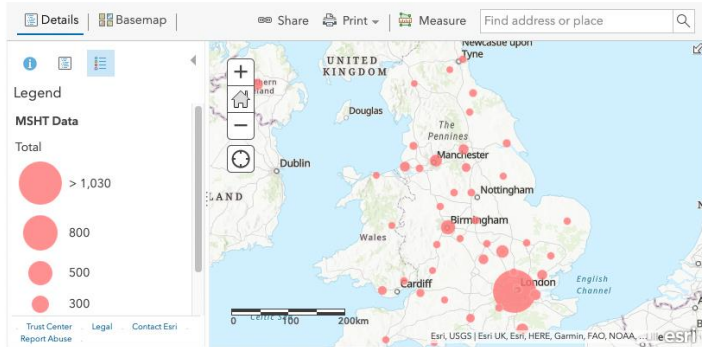 Details
Basemap
Share
Print
Measure
Find address or place
Legend
MSHT Data
Total
> 1,030
800
500
300
Trust Center
Legal
Contact Esri
Report Abuse
Newcastle upon
Tyne
UNITED
KINGDOM
Douglas
The
Pennines
Manchester
Dublin
LAND
Nottingham
Birmingham
Wales
Cardiff
London
English
Channel
0 100 200km
Esri, USGS | Esri UK, Esri, HERE, Garmin, FAO, NOAA, ...
esri